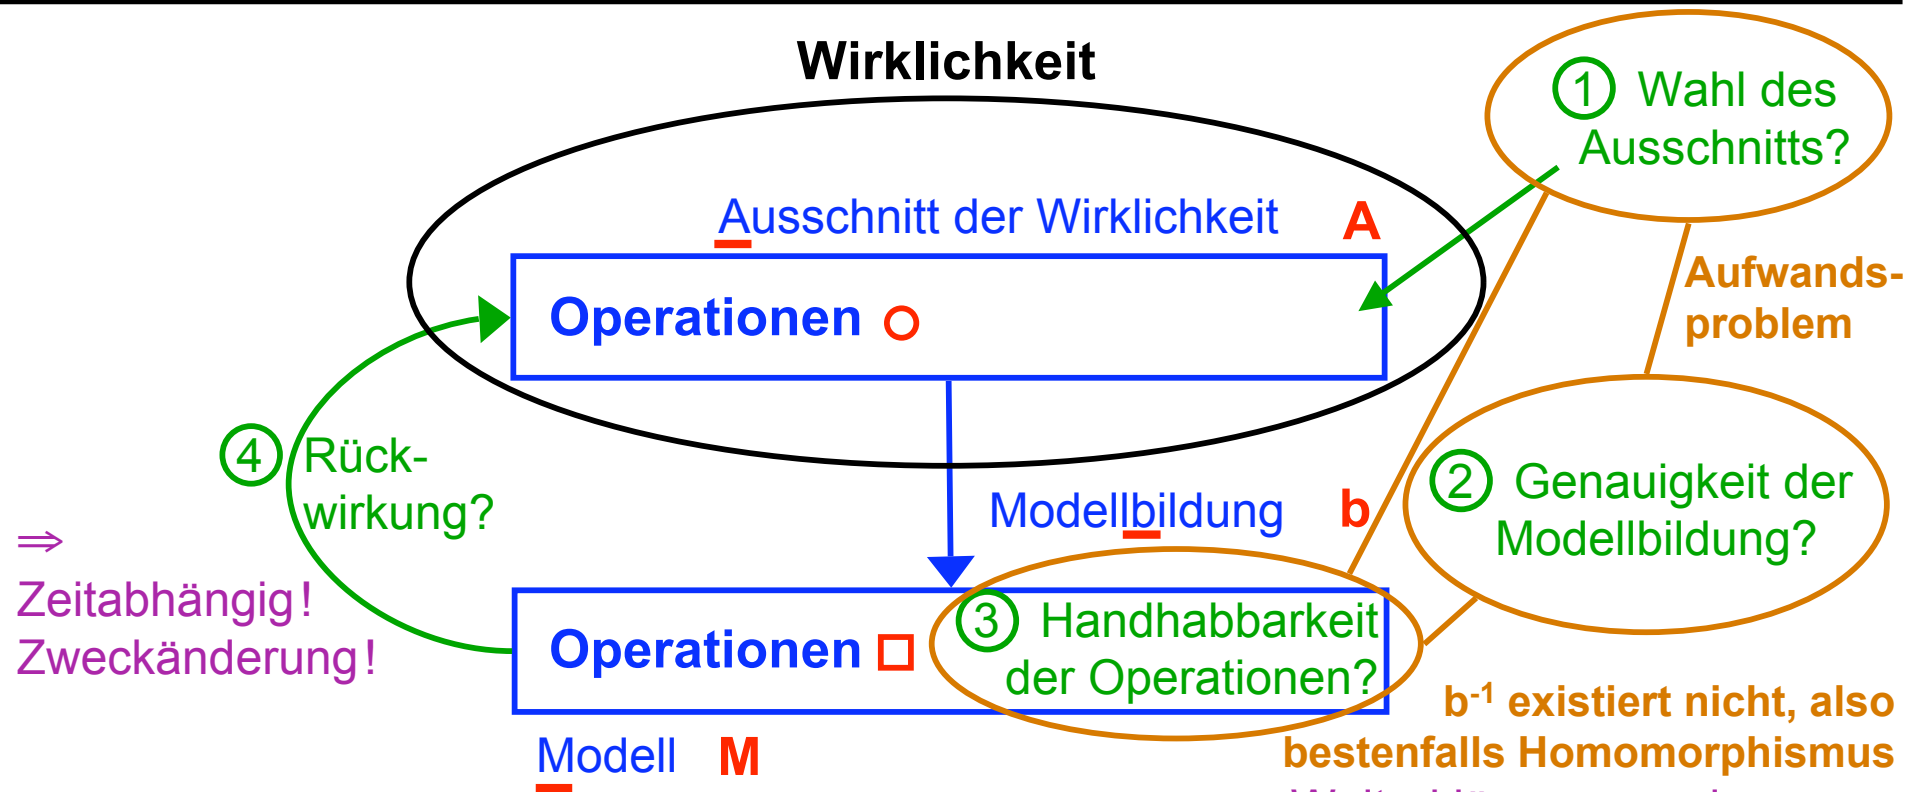 Wirklichkeit
1 Wahl des
Ausschnitts?
Ausschnitt der Wirklichkeit A
Operationen
Aufwands-
problem
4 Rück-
wirkung?
Modellbildung b
2 Genauigkeit der
Modellbildung?
⇒
Zeitabhängig!
Zweckänderung!
Operationen
3 Handhabbarkeit
der Operationen?
b-1 existiert nicht, also
bestenfalls Homomorphismus
Modell M